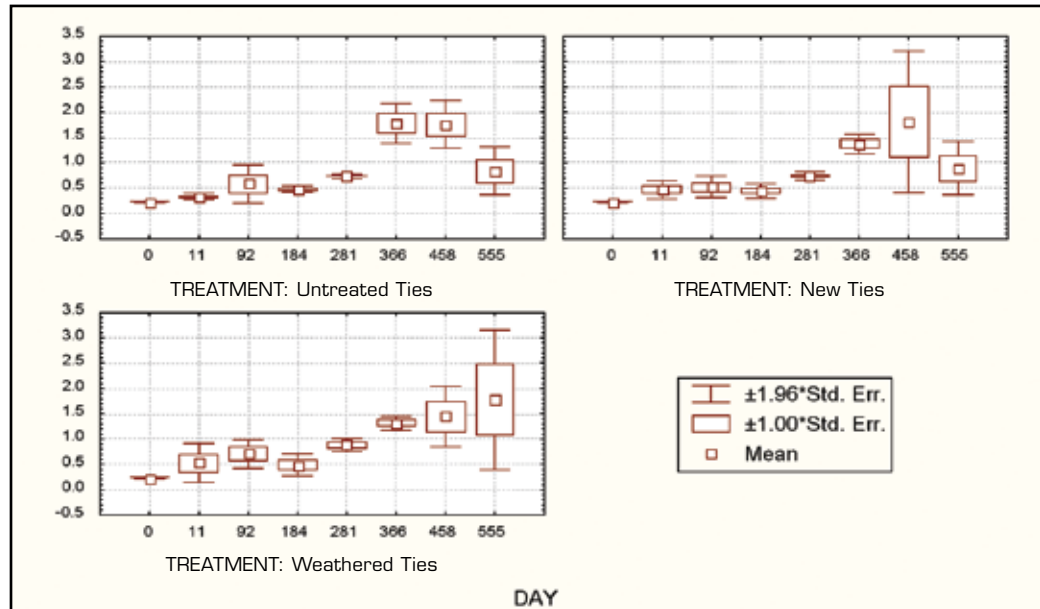 3.5
3.0
2.5
2.0
1.5
1.0
0.5
0.0
-0.5
0 11 92 184 281 366 458 555
TREATMENT: Untreated Ties
3.5
3.0
2.5
2.0
1.5
1.0
0.5
0.0
-0.5
0 11 92 184 281 366 458 555
TREATMENT: New Ties
3.5
3.0
2.5
2.0
1.5
1.0
0.5
0.0
-0.5
0 11 92 184 281 366 458 555
TREATMENT: Weathered Ties
±1.96*Std. Err.
±1.00*Std. Err.
Mean
DAY